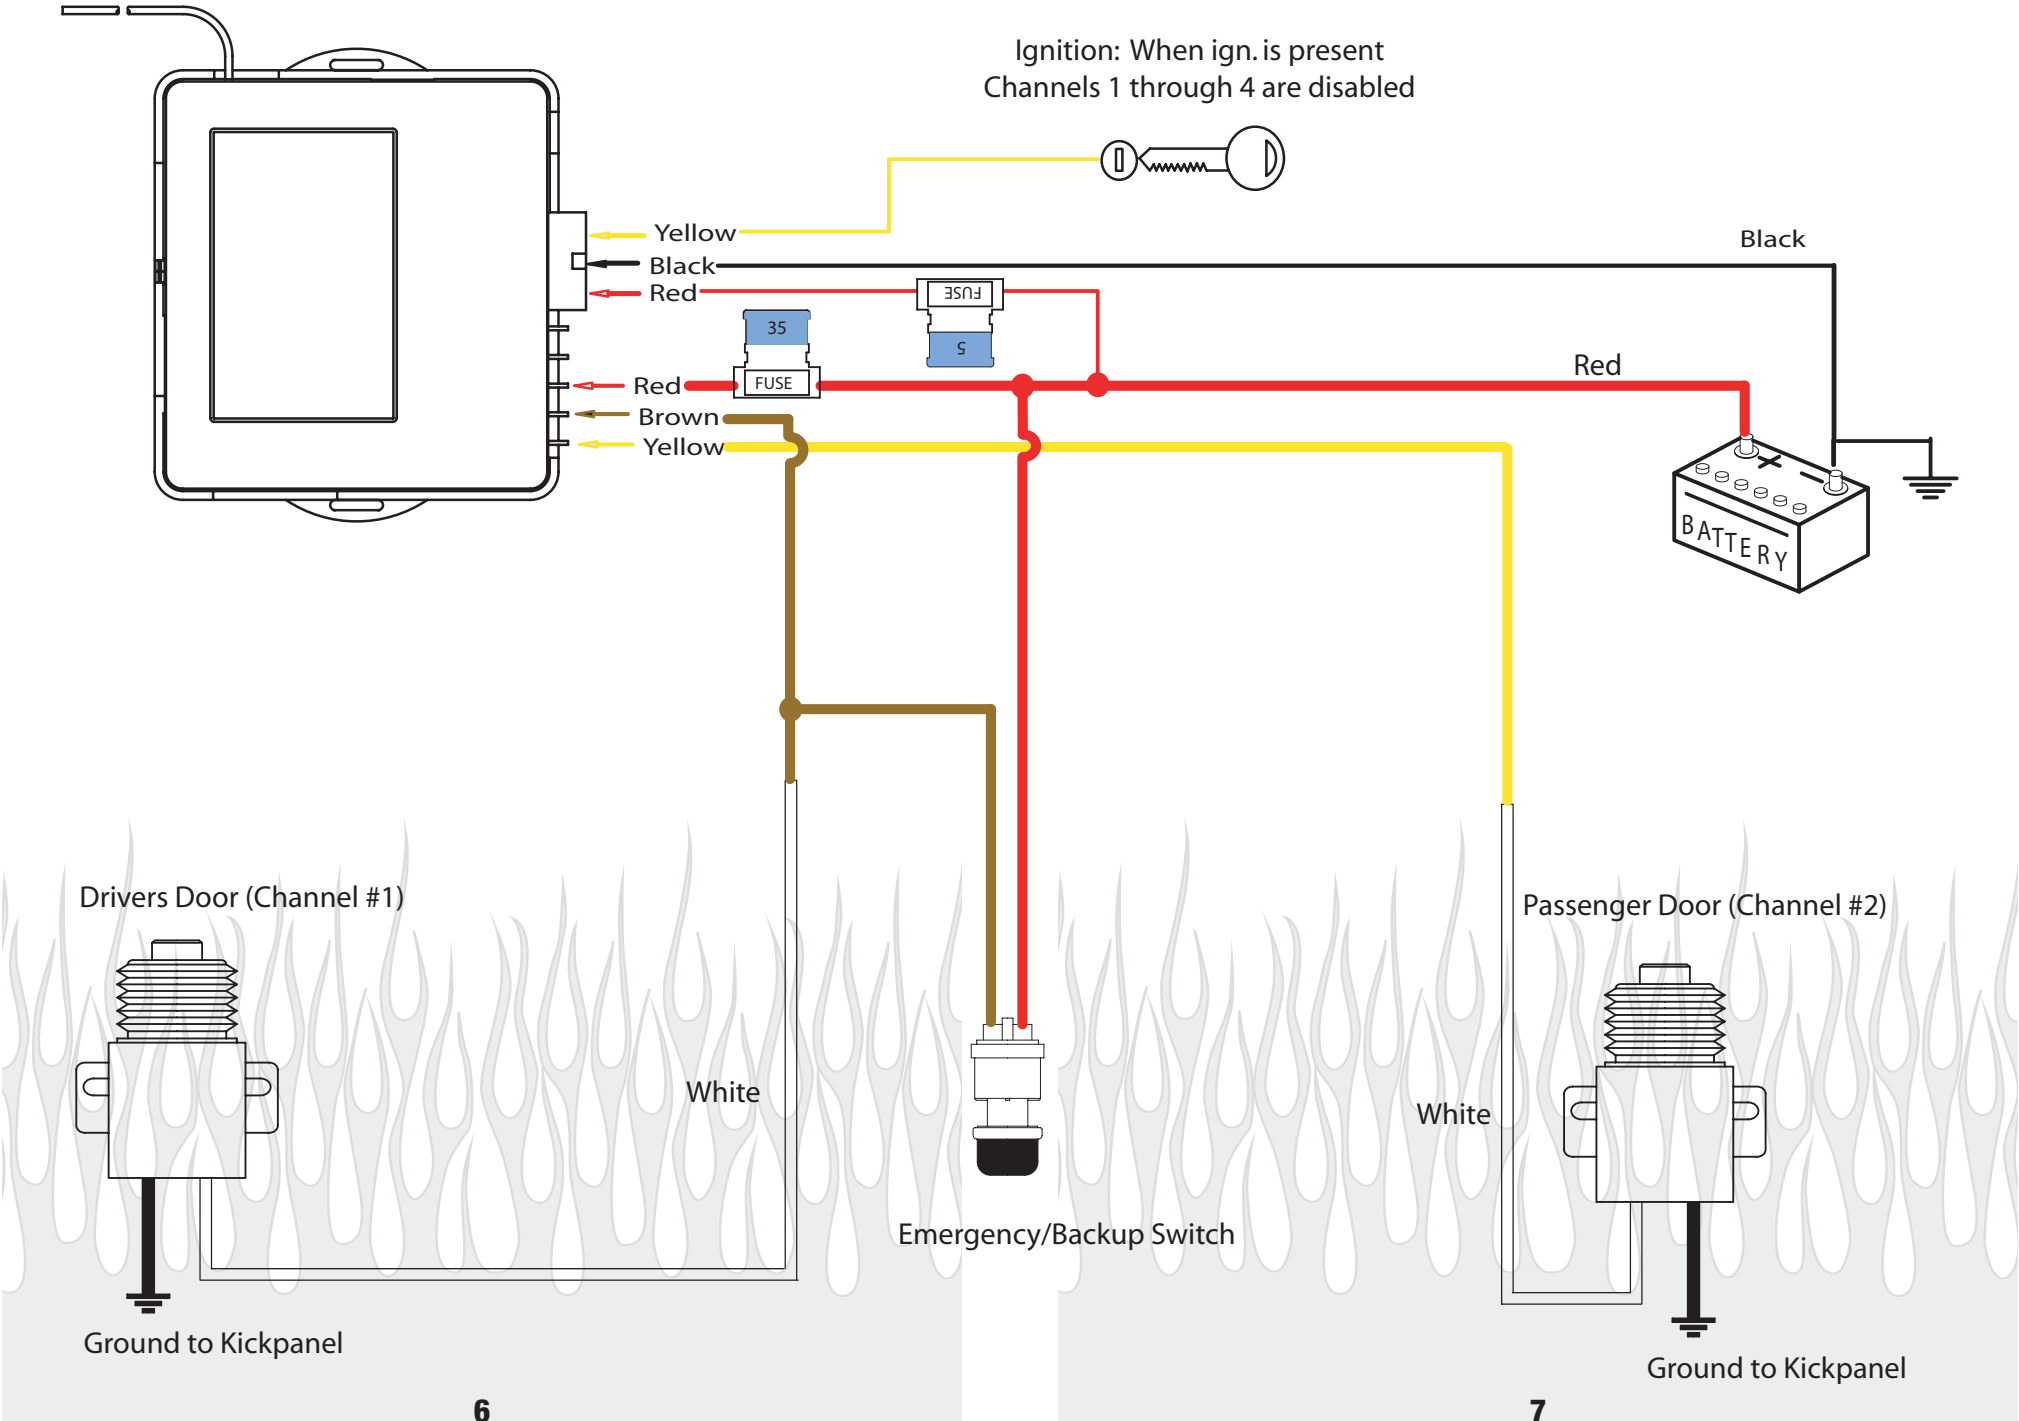 Ignition: When ign. is present
Channels 1 through 4 are disabled
Yellow
Black
Black
Red
FUSE
5
35
FUSE
Red
Red
Brown
Yellow
BATTERY
Drivers Door (Channel #1)
Passenger Door (Channel #2)
White
White
Emergency/Backup Switch
Ground to Kickpanel
Ground to Kickpanel
6
7